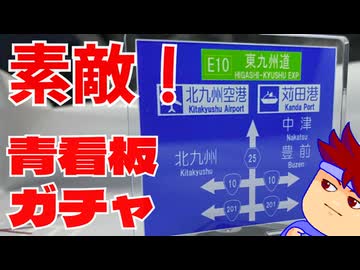 素敵！
青看板
ガチャ
E10 東九州道
HIGASHI-KYUSHU EXP
北九州空港
Kitakyushu Airport
苅田港
Kanda Port
中津
Nakatsu
豊前
Buzen
北九州
Kitakyushu
25
10
10
201
201